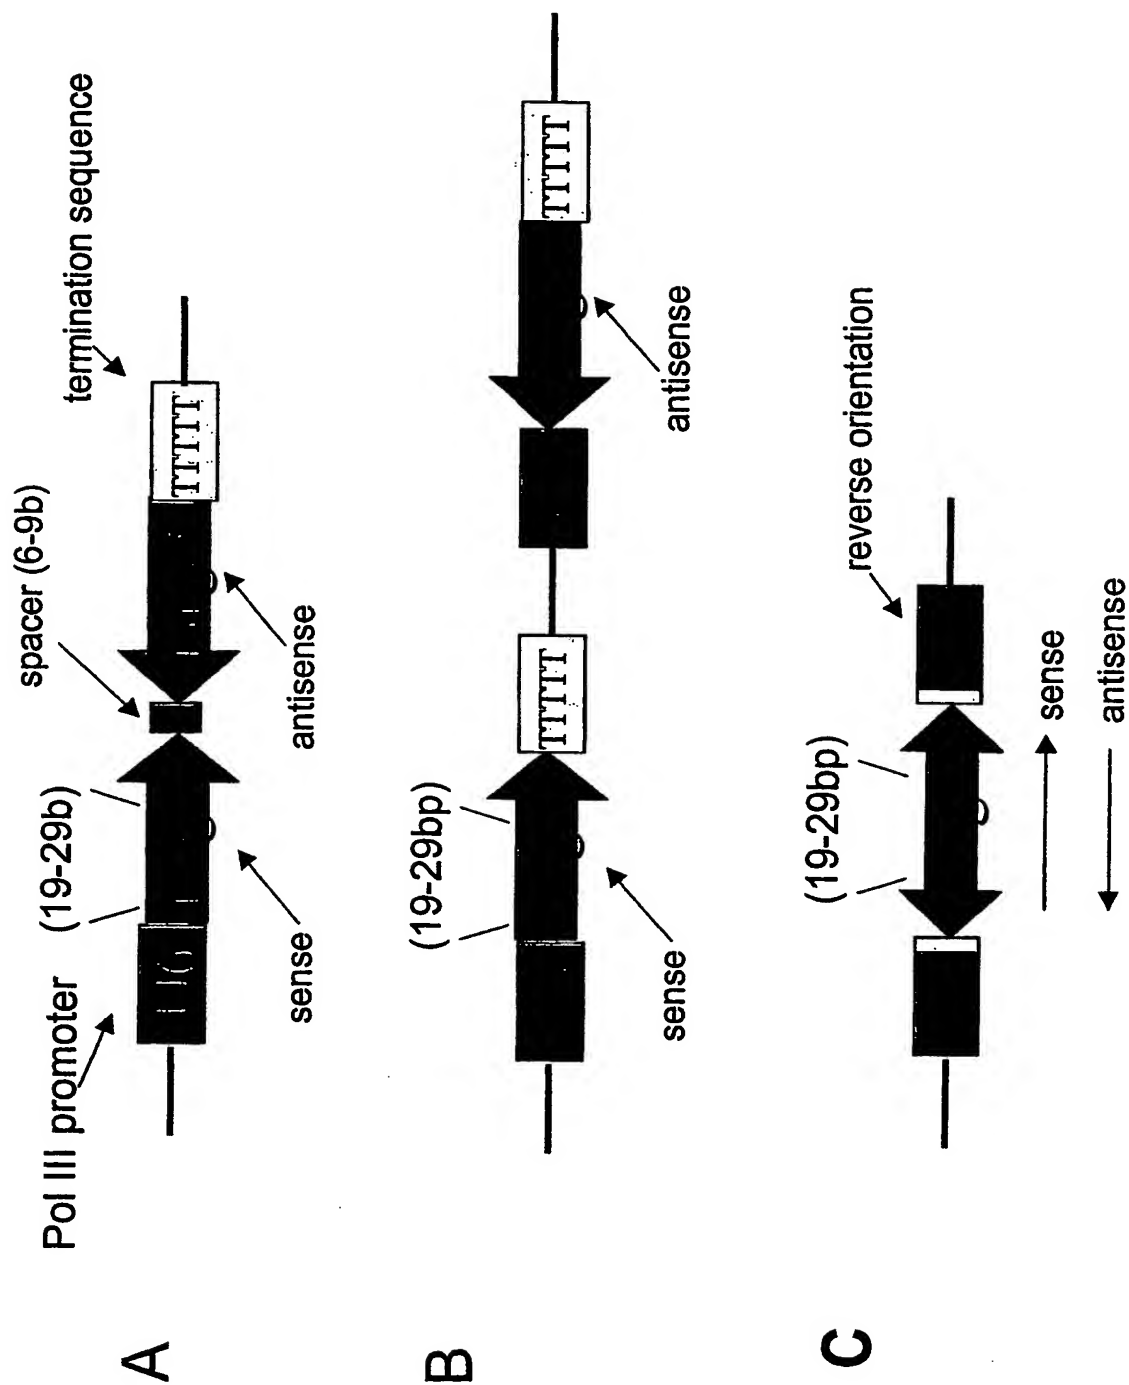 A
Pol III promoter
(19-29b)
spacer (6-9b)
termination sequence
U6
TTTTT
sense
antisense
B
(19-29bp)
TTTTT
TTTTT
sense
antisense
C
(19-29bp)
reverse orientation
sense
antisense